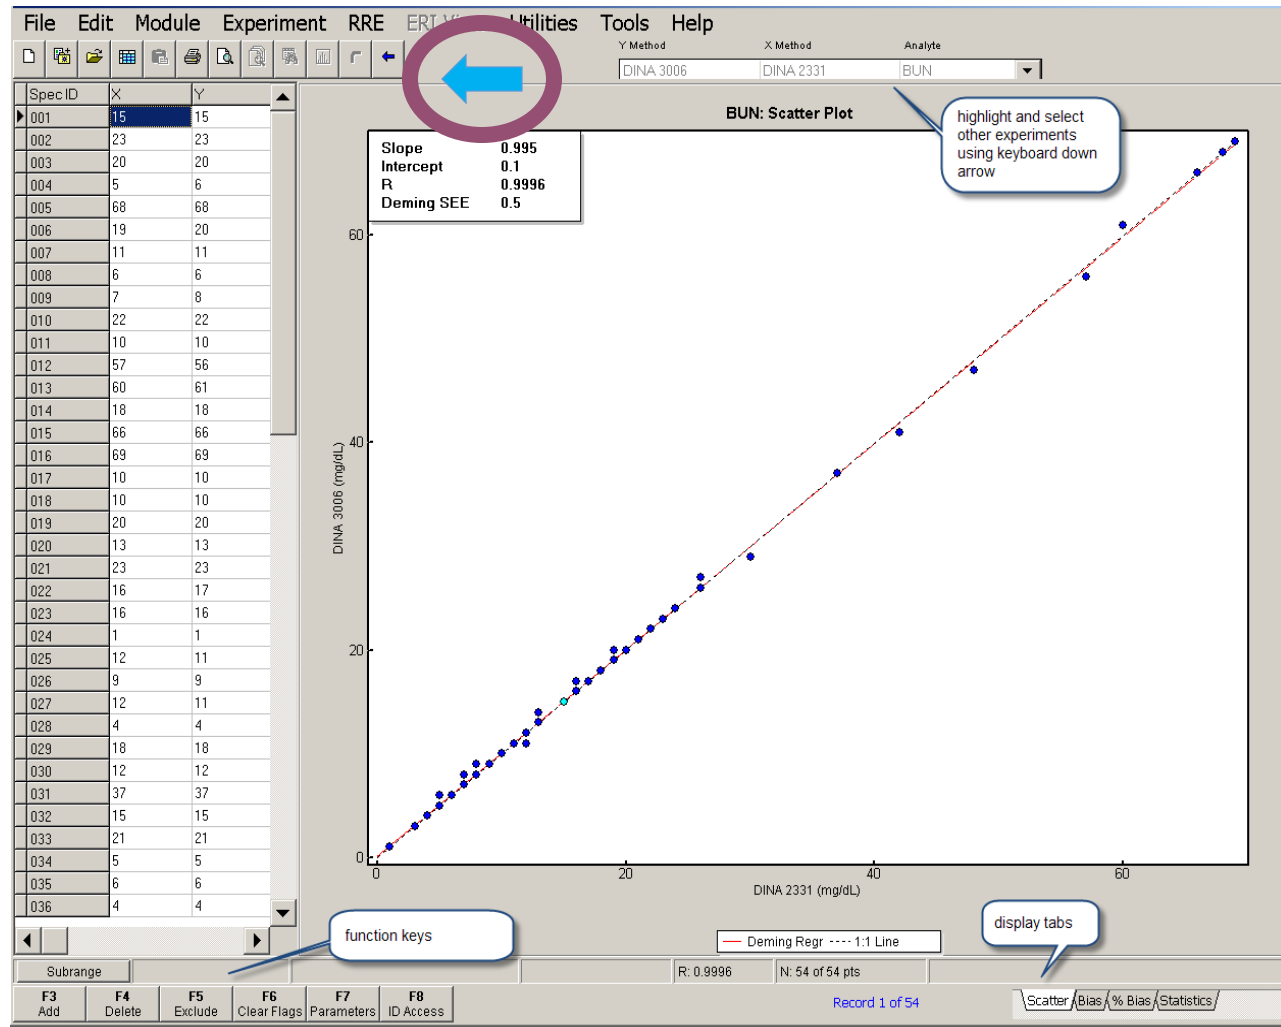 File Edit Module Experiment RRE ERI Utilities Tools Help
Y Method X Method Analyte
DINA 3006 DINA 2331 BUN
Spec ID X Y
001 15 15
002 23 23
003 20 20
004 5 6
005 68 68
006 19 20
007 11 11
008 6 6
009 7 8
010 22 22
011 10 10
012 57 56
013 60 61
014 18 18
015 66 66
016 69 69
017 10 10
018 10 10
019 20 20
020 13 13
021 23 23
022 16 17
023 16 16
024 1 1
025 12 11
026 9 9
027 12 11
028 4 4
029 18 18
030 12 12
031 37 37
032 15 15
033 21 21
034 5 5
035 6 6
036 4 4
BUN: Scatter Plot
Slope 0.995
Intercept 0.1
R 0.9996
Deming SEE 0.5
highlight and select
other experiments
using keyboard down
arrow
60
40
20
0
DINA 3006 (mg/dL)
0 20 40 60
DINA 2331 (mg/dL)
Deming Regr 1:1 Line
function keys
display tabs
Subrange
R: 0.9996 N: 54 of 54 pts
F3 F4 F5 F6 F7 F8
Add Delete Exclude Clear Flags Parameters ID Access
Record 1 of 54
Scatter Bias % Bias Statistics